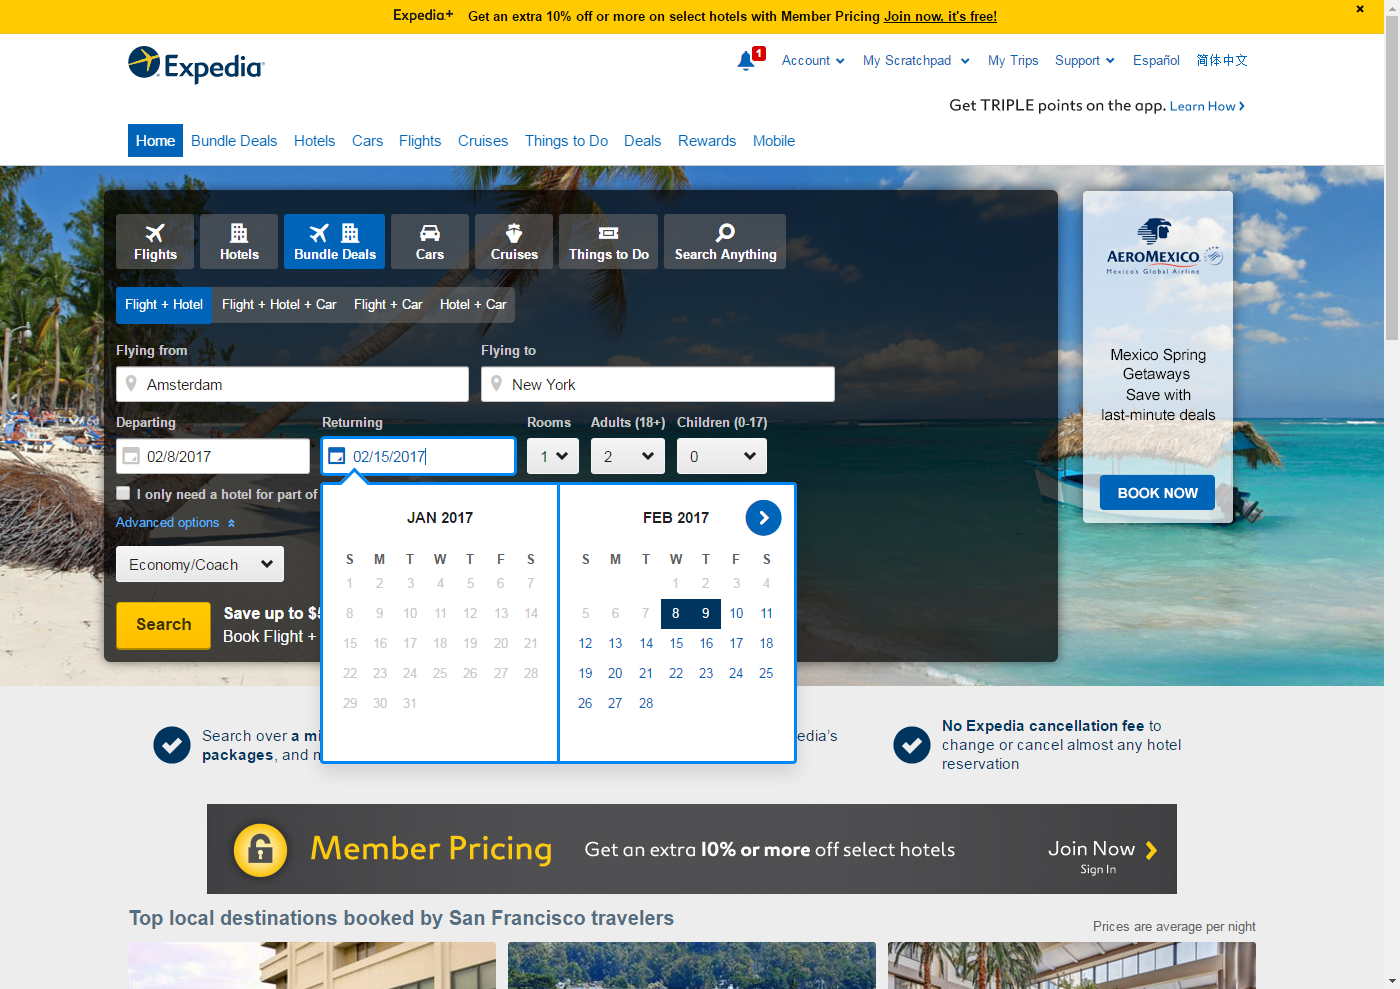 Expedia+ Get an extra 10% off or more on select hotels with Member Pricing Join now, it's free!
Expedia
1
Account My Scratchpad My Trips Support Español 简体中文
Get TRIPLE points on the app. Learn How
Home Bundle Deals Hotels Cars Flights Cruises Things to Do Deals Rewards Mobile
Flights Hotels Bundle Deals Cars Cruises Things to Do Search Anything
Flight + Hotel Flight + Hotel + Car Flight + Car Hotel + Car
Flying from Flying to
Amsterdam New York
Departing Returning Rooms Adults (18+) Children (0-17)
02/8/2017 02/15/2017 1 2 0
I only need a hotel for part of
Advanced options
Economy/Coach
Search
Save up to $5
Book Flight +
JAN 2017
S M T W T F S
1 2 3 4 5 6 7
8 9 10 11 12 13 14
15 16 17 18 19 20 21
22 23 24 25 26 27 28
29 30 31
FEB 2017
S M T W T F S
1 2 3 4
5 6 7 8 9 10 11
12 13 14 15 16 17 18
19 20 21 22 23 24 25
26 27 28
AEROMEXICO
Mexico's Global Airline
Mexico Spring
Getaways
Save with
last-minute deals
BOOK NOW
Search over a mi
packages, and m
edia's
No Expedia cancellation fee to
change or cancel almost any hotel
reservation
Member Pricing Get an extra 10% or more off select hotels Join Now
Sign In
Top local destinations booked by San Francisco travelers
Prices are average per night